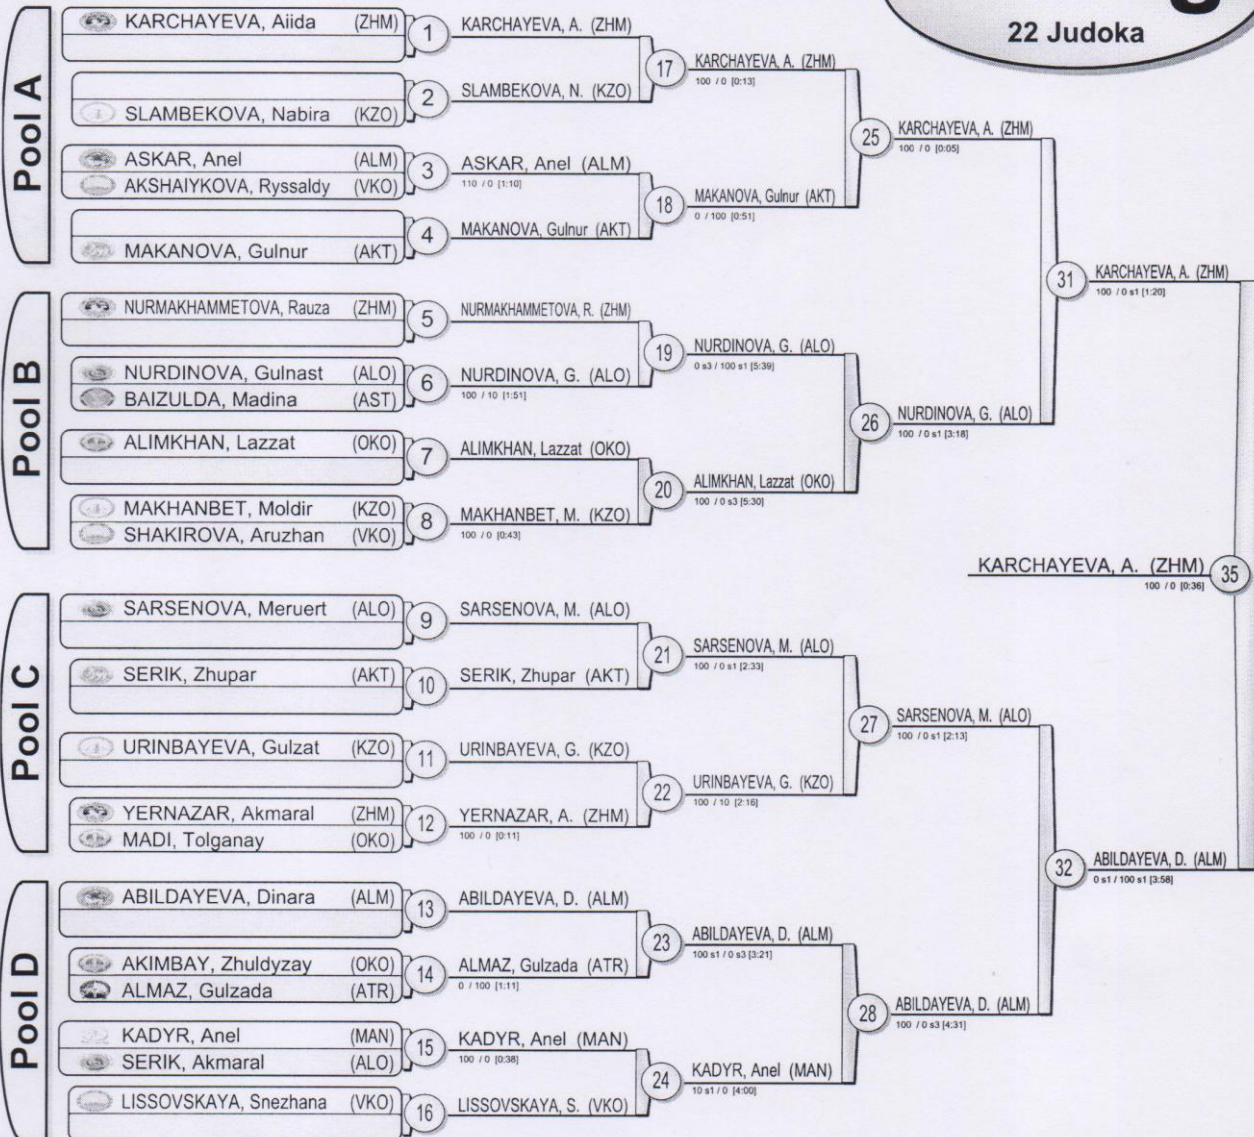 22 Judoka
Pool A
KARCHAYEVA, Aiida (ZHM)
1
SLAMBEKOVA, Nabira (KZO)
2
ASKAR, Anel (ALM)
AKSHAIYKOVA, Ryssaldy (VKO)
3
MAKANOVA, Gulnur (AKT)
4
Pool B
NURMAKHAMMETOVA, Rauza (ZHM)
5
NURDINOVA, Gulnast (ALO)
BAIZULDA, Madina (AST)
6
ALIMKHAN, Lazzat (OKO)
7
MAKHANBET, Moldir (KZO)
SHAKIROVA, Aruzhan (VKO)
8
Pool C
SARSENOVA, Meruert (ALO)
9
SERIK, Zhupar (AKT)
10
URINBAYEVA, Gulzat (KZO)
11
YERNAZAR, Akmaral (ZHM)
MADI, Tolganay (OKO)
12
Pool D
ABILDAYEVA, Dinara (ALM)
13
AKIMBAY, Zhuldyzay (OKO)
ALMAZ, Gulzada (ATR)
14
KADYR, Anel (MAN)
SERIK, Akmaral (ALO)
15
LISSOVSKAYA, Snezhana (VKO)
16
KARCHAYEVA, A. (ZHM)
SLAMBEKOVA, N. (KZO)
17
ASKAR, Anel (ALM)
110 / 0 [1:10]
MAKANOVA, Gulnur (AKT)
18
NURMAKHAMMETOVA, R. (ZHM)
NURDINOVA, G. (ALO)
100 / 10 [1:51]
19
ALIMKHAN, Lazzat (OKO)
MAKHANBET, M. (KZO)
100 / 0 [0:43]
20
SARSENOVA, M. (ALO)
SERIK, Zhupar (AKT)
21
URINBAYEVA, G. (KZO)
YERNAZAR, A. (ZHM)
100 / 0 [0:11]
22
ABILDAYEVA, D. (ALM)
ALMAZ, Gulzada (ATR)
0 / 100 [1:11]
23
KADYR, Anel (MAN)
100 / 0 [0:38]
LISSOVSKAYA, S. (VKO)
24
KARCHAYEVA, A. (ZHM)
100 / 0 [0:13]
MAKANOVA, Gulnur (AKT)
0 / 100 [0:51]
25
NURDINOVA, G. (ALO)
0 s3 / 100 s1 [5:39]
ALIMKHAN, Lazzat (OKO)
100 / 0 s3 [5:30]
26
SARSENOVA, M. (ALO)
100 / 0 s1 [2:33]
URINBAYEVA, G. (KZO)
100 / 10 [2:16]
27
ABILDAYEVA, D. (ALM)
100 s1 / 0 s3 [3:21]
KADYR, Anel (MAN)
10 s1 / 0 [4:00]
28
KARCHAYEVA, A. (ZHM)
100 / 0 [0:05]
NURDINOVA, G. (ALO)
100 / 0 s1 [3:18]
31
SARSENOVA, M. (ALO)
100 / 0 s1 [2:13]
ABILDAYEVA, D. (ALM)
100 / 0 s3 [4:31]
32
KARCHAYEVA, A. (ZHM)
100 / 0 s1 [1:20]
ABILDAYEVA, D. (ALM)
0 s1 / 100 s1 [3:58]
KARCHAYEVA, A. (ZHM)
100 / 0 [0:36]
35